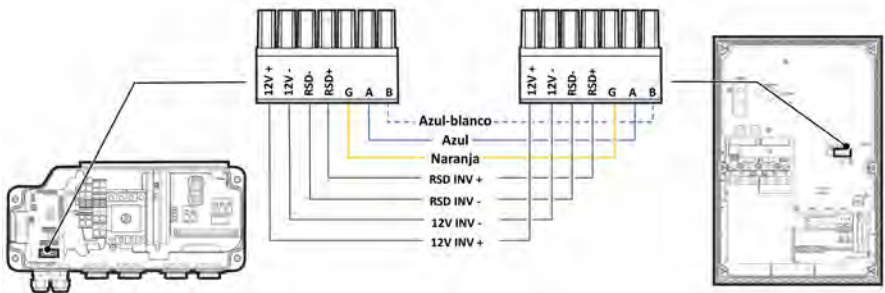 12V + 12V - RSD- RSD+ G A B
12V + 12V - RSD- RSD+ G A B
Azul-blanco
Azul
Naranja
RSD INV +
RSD INV -
12V INV -
12V INV +